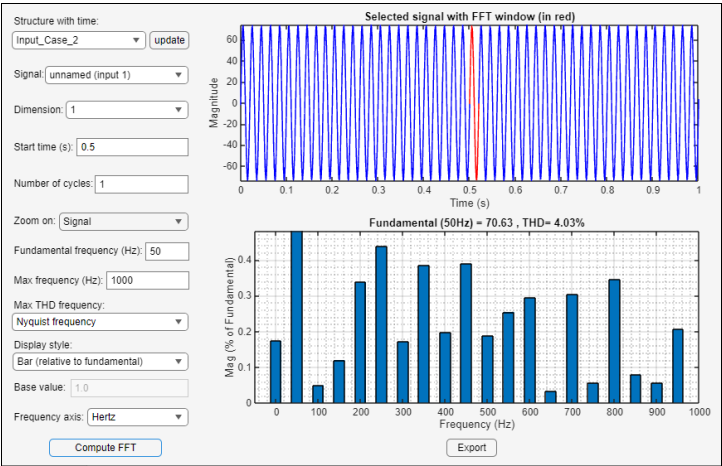 Structure with time:
Input_Case_2
update
Signal: unnamed (input 1)
Dimension: 1
Start time (s): 0.5
Number of cycles: 1
Zoom on: Signal
Fundamental frequency (Hz): 50
Max frequency (Hz): 1000
Max THD frequency:
Nyquist frequency
Display style:
Bar (relative to fundamental)
Base value: 1.0
Frequency axis: Hertz
Compute FFT
Selected signal with FFT window (in red)
Magnitude
60
40
20
0
-20
-40
-60
0 0.1 0.2 0.3 0.4 0.5 0.6 0.7 0.8 0.9 1
Time (s)
Fundamental (50Hz) = 70.63 , THD= 4.03%
Mag (% of Fundamental)
0.4
0.3
0.2
0.1
0
0 100 200 300 400 500 600 700 800 900 1000
Frequency (Hz)
Export